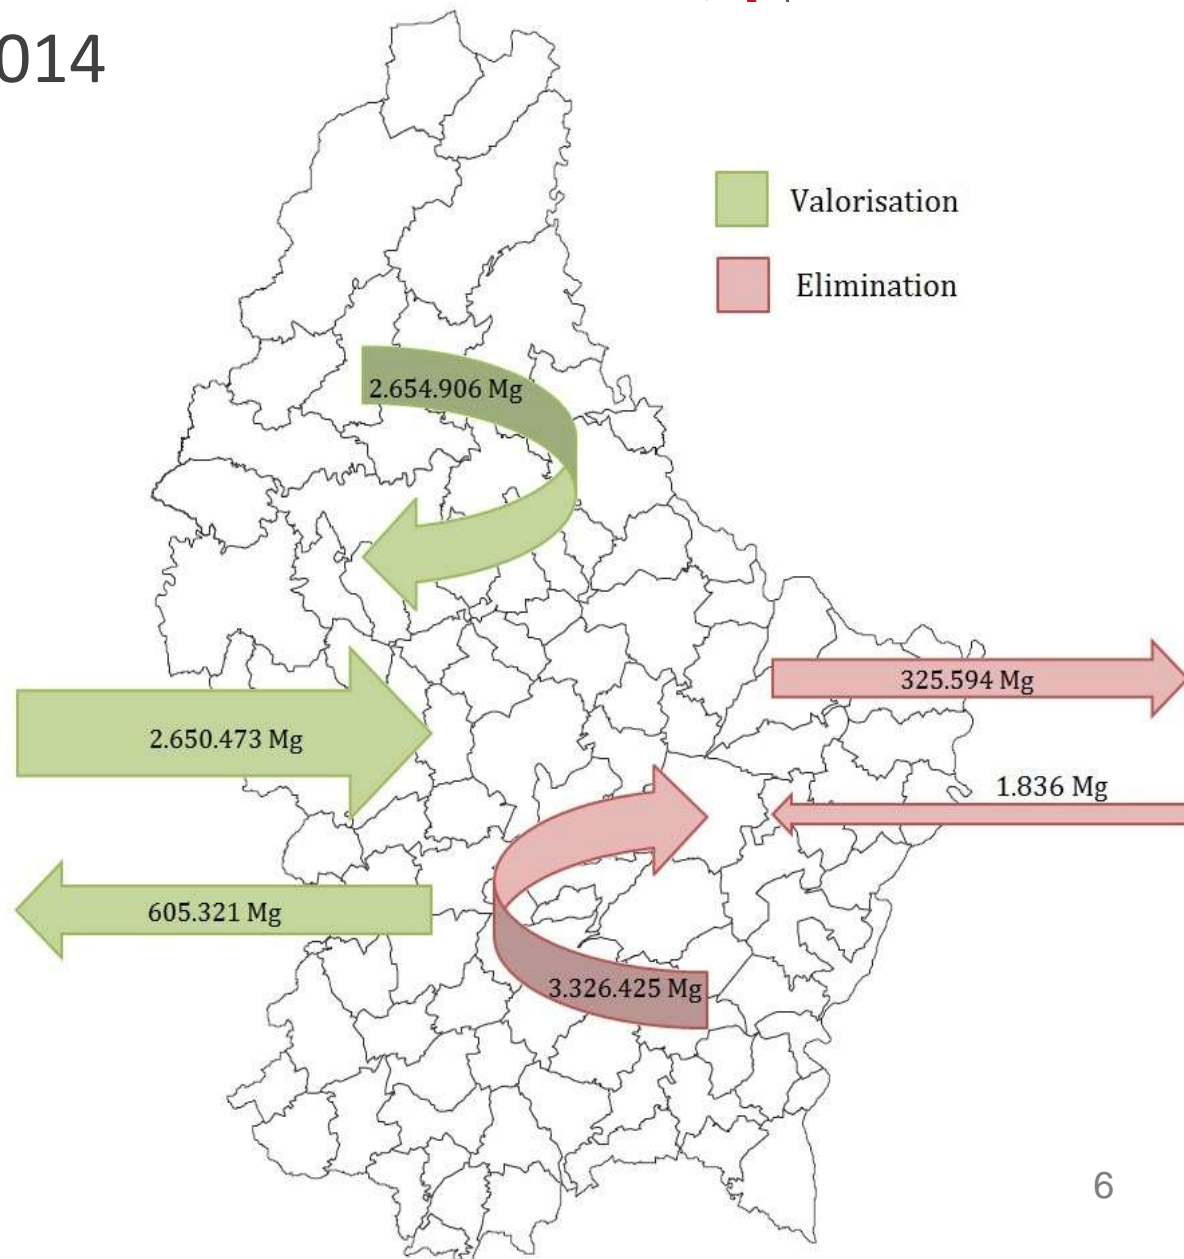 014
Valorisation
Elimination
2.654.906 Mg
325.594 Mg
2.650.473 Mg
1.836 Mg
605.321 Mg
3.326.425 Mg
6